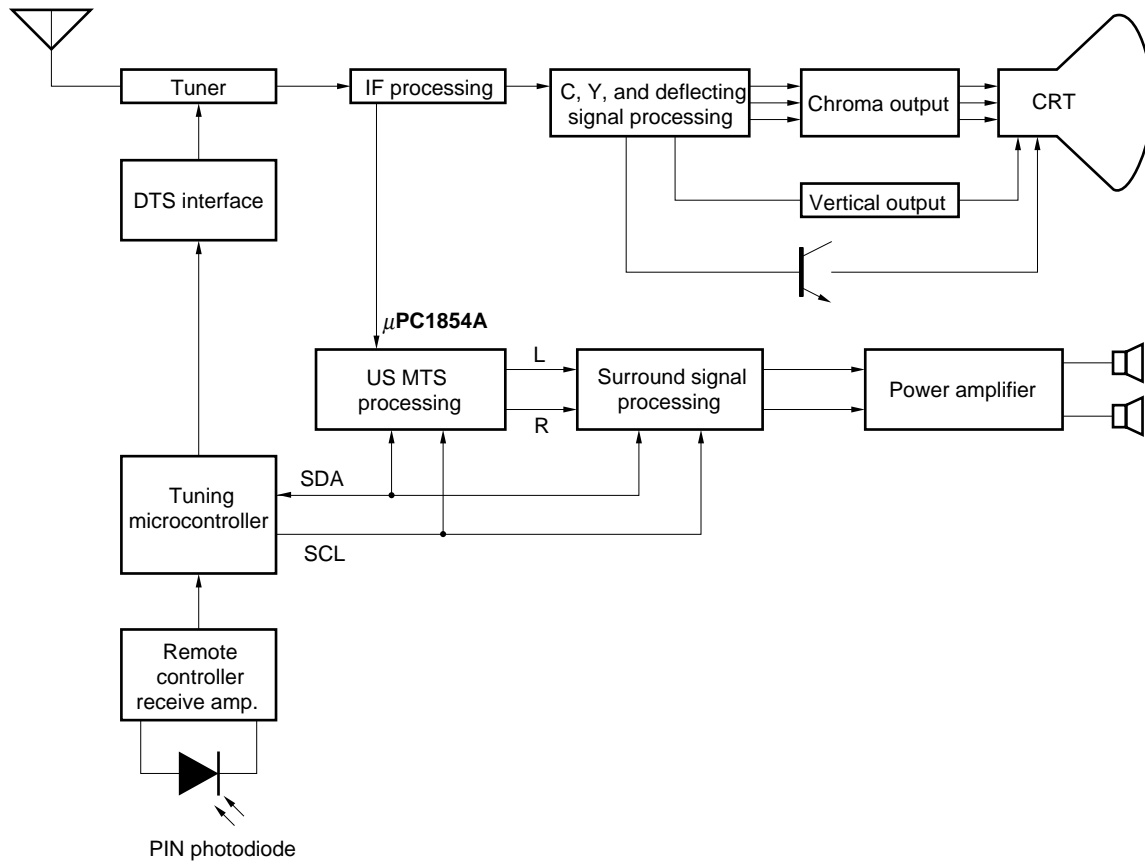 Tuner
IF processing
C, Y, and deflecting
signal processing
Chroma output
CRT
DTS interface
Vertical output
μPC1854A
US MTS
processing
L
R
Surround signal
processing
Power amplifier
Tuning
microcontroller
SDA
SCL
Remote
controller
receive amp.
PIN photodiode